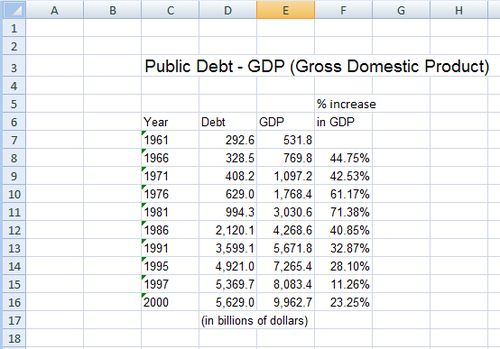 A B C D E F G H
1
2
3 Public Debt - GDP (Gross Domestic Product)
4
5 % increase
6 Year Debt GDP in GDP
7 1961 292.6 531.8
8 1966 328.5 769.8 44.75%
9 1971 408.2 1,097.2 42.53%
10 1976 629.0 1,768.4 61.17%
11 1981 994.3 3,030.6 71.38%
12 1986 2,120.1 4,268.6 40.85%
13 1991 3,599.1 5,671.8 32.87%
14 1995 4,921.0 7,265.4 28.10%
15 1997 5,369.7 8,083.4 11.26%
16 2000 5,629.0 9,962.7 23.25%
17 (in billions of dollars)
18